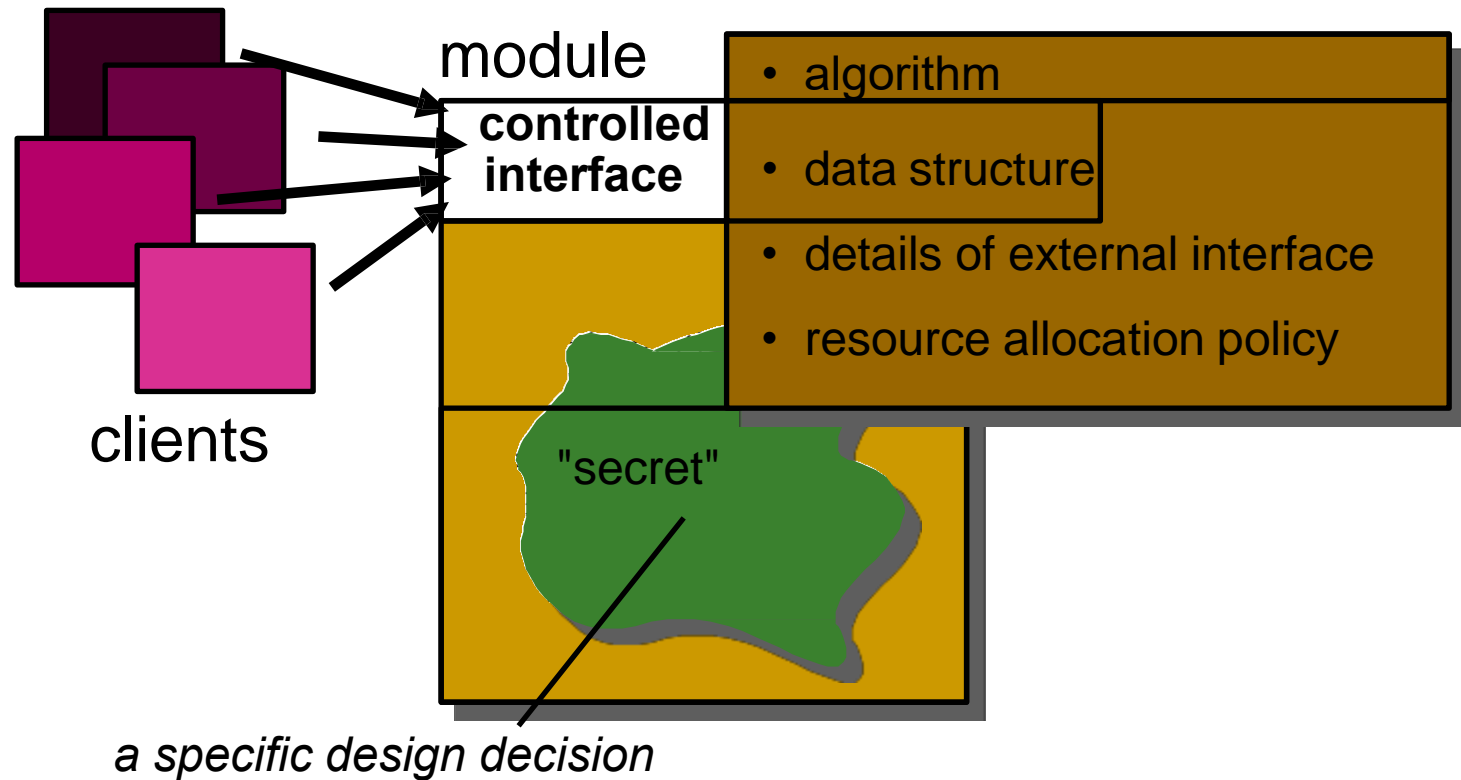 module
controlled
interface
• algorithm
• data structure
• details of external interface
• resource allocation policy
clients
"secret"
a specific design decision